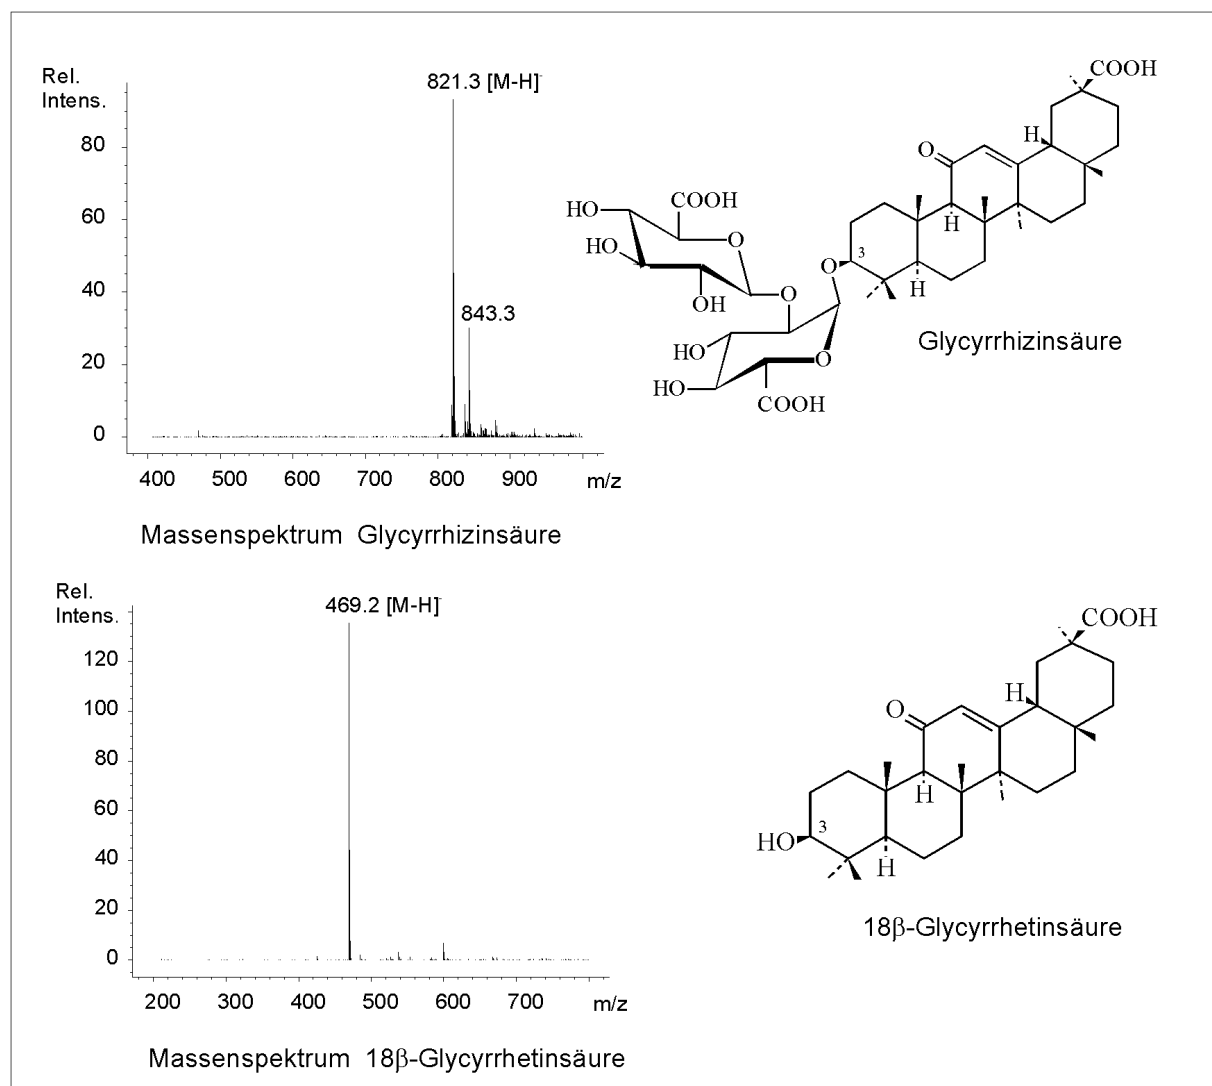 Rel.
Intens.
821.3 [M-H]-
80
60
40
20
0
843.3
400 500 600 700 800 900 m/z
Massenspektrum Glycyrrhizinsäure
COOH
H
O
COOH
HO
O
HO
H
3
O
OH
O
H
HO
O
HO
COOH
Glycyrrhizinsäure
Rel.
Intens.
469.2 [M-H]-
120
100
80
60
40
20
0
200 300 400 500 600 700 m/z
Massenspektrum 18β-Glycyrrhetinsäure
COOH
H
O
H
HO
3
H
18β-Glycyrrhetinsäure